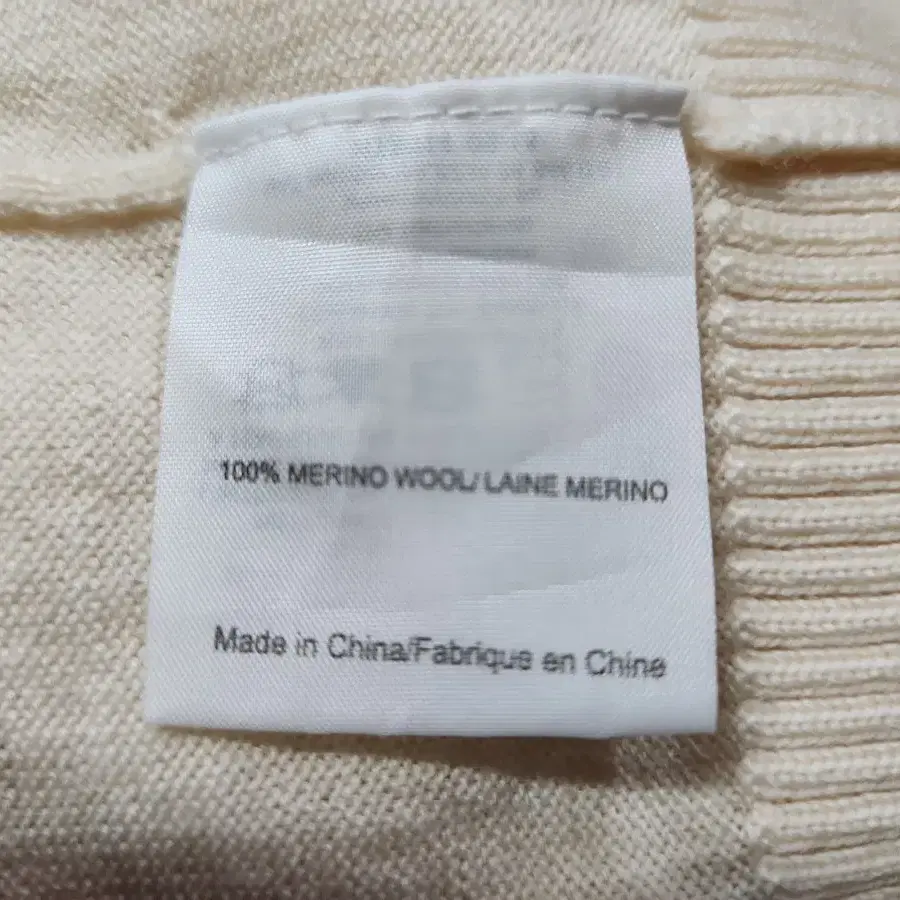 100% MERINO WOOL/ LAINE MERINO
Made in China/Fabrique en Chine